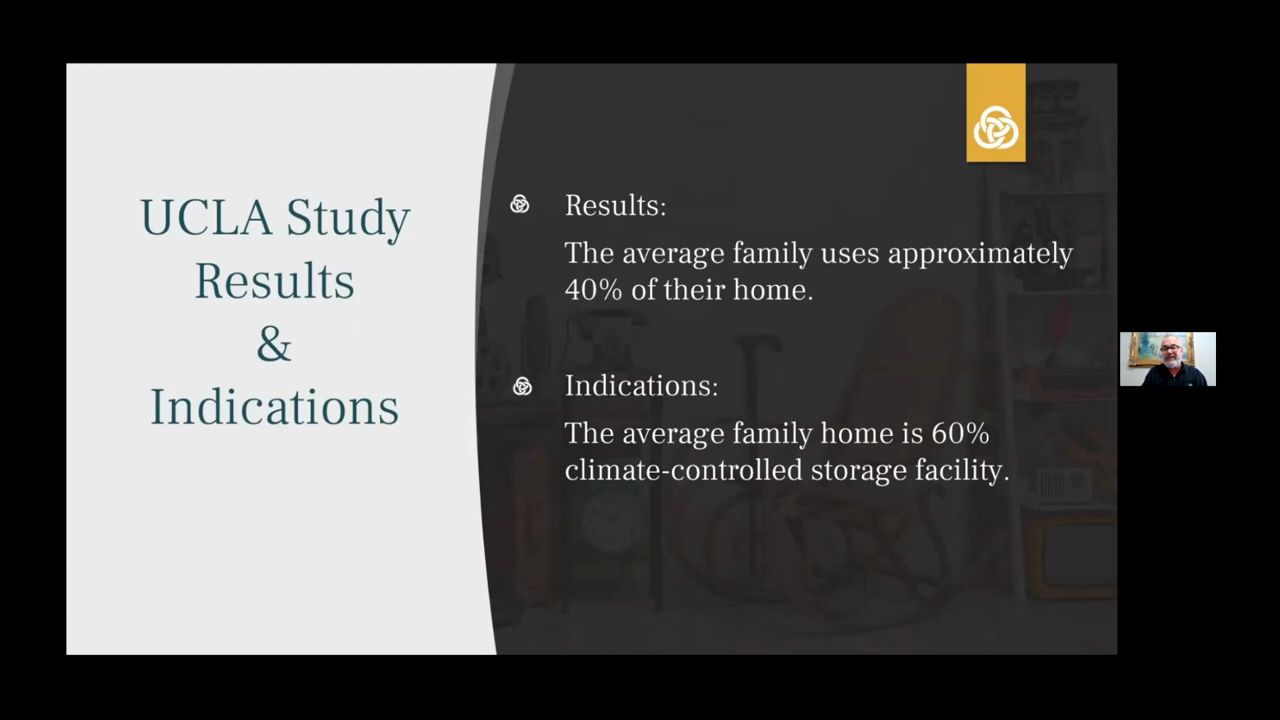 UCLA Study
Results
&
Indications
Results:
The average family uses approximately
40% of their home.
Indications:
The average family home is 60%
climate-controlled storage facility.